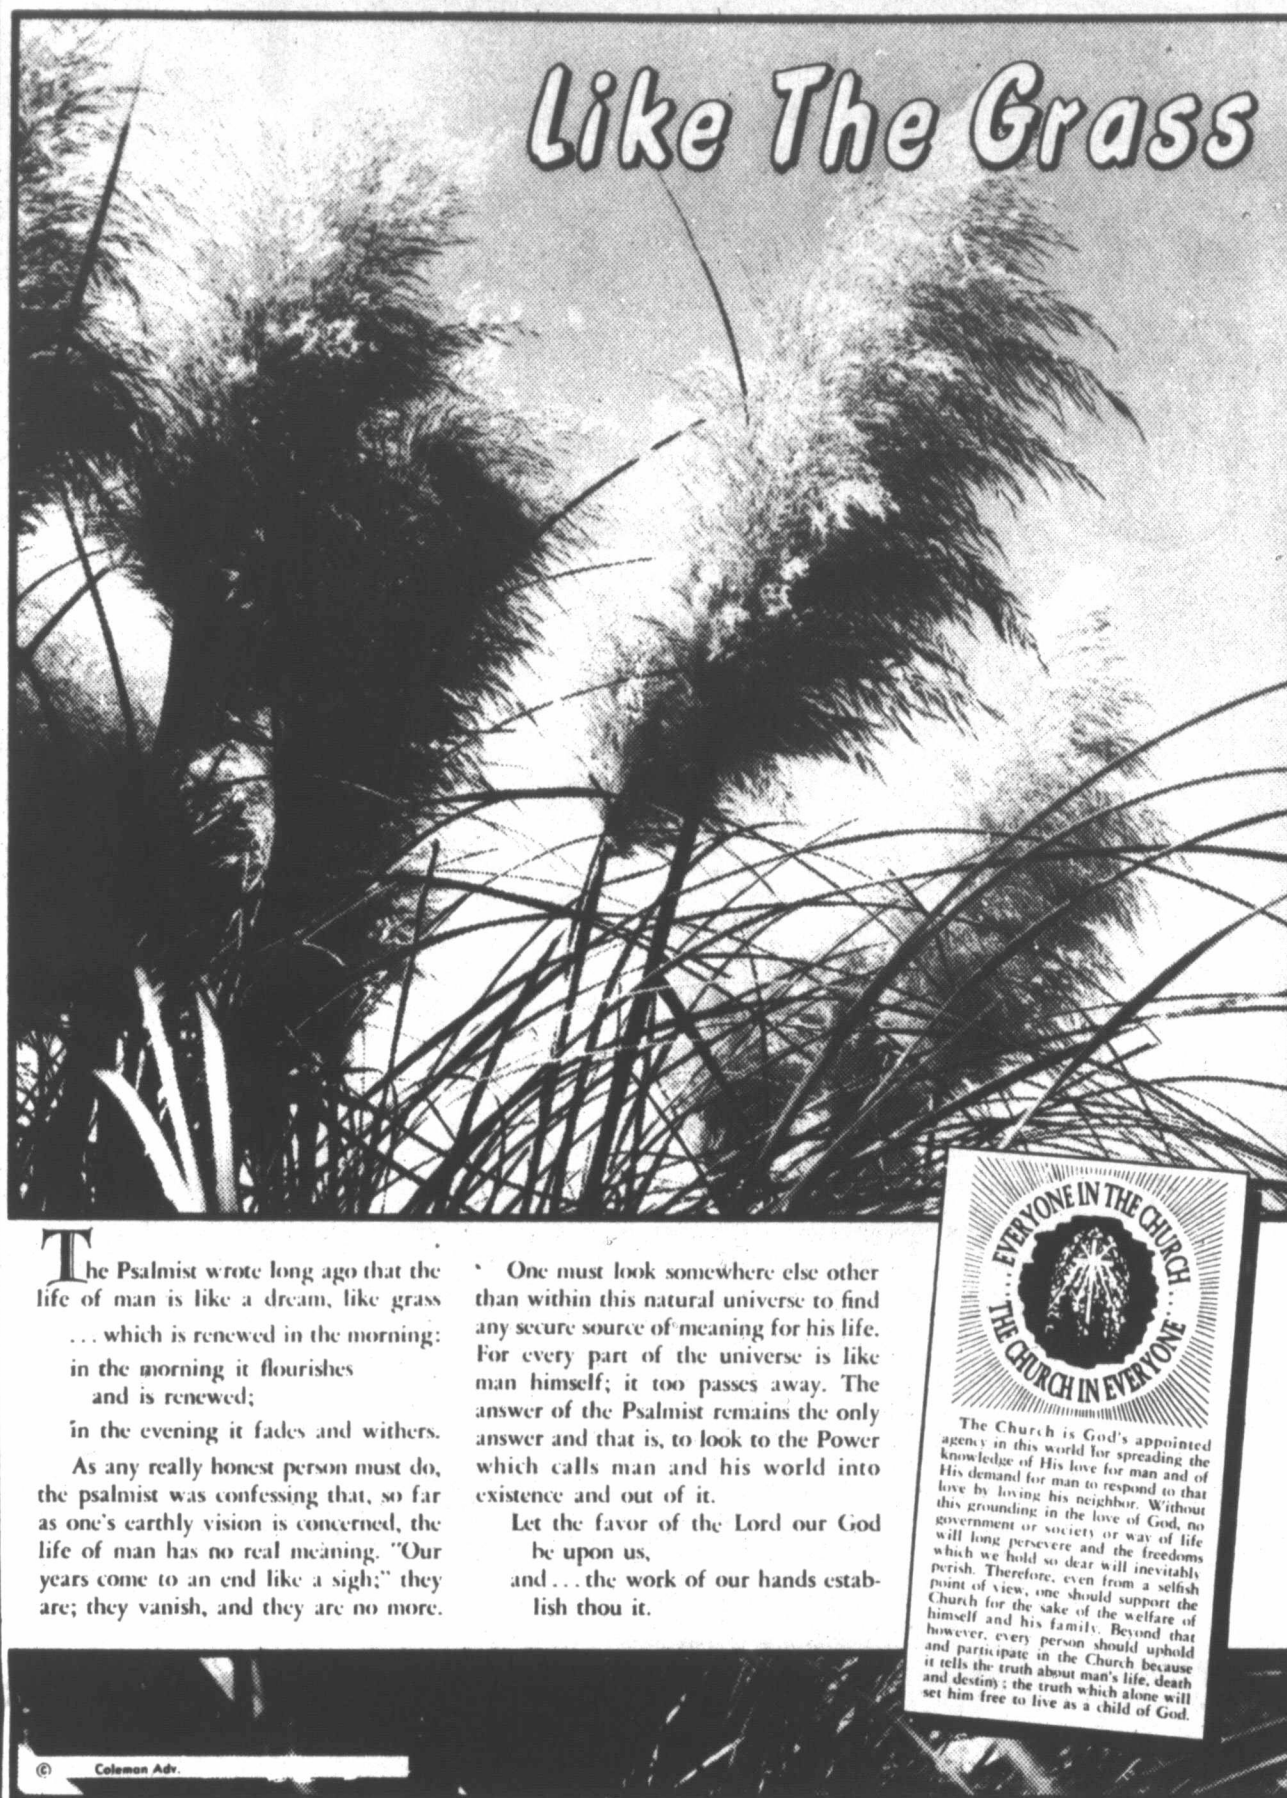 Like The Grass
The Psalmist wrote long ago that the
life of man is like a dream, like grass
... which is renewed in the morning:
in the morning it flourishes
and is renewed;
in the evening it fades and withers.
As any really honest person must do,
the psalmist was confessing that, so far
as one's earthly vision is concerned, the
life of man has no real meaning. "Our
years come to an end like a sigh;" they
are; they vanish, and they are no more.
One must look somewhere else other
than within this natural universe to find
any secure source of meaning for his life.
For every part of the universe is like
man himself; it too passes away. The
answer of the Psalmist remains the only
answer and that is, to look to the Power
which calls man and his world into
existence and out of it.
Let the favor of the Lord our God
be upon us,
and ... the work of our hands estab-
lish thou it.
EVERYONE IN THE CHURCH
THE CHURCH IN EVERYONE
The Church is God's appointed
agency in this world for spreading the
knowledge of His love for man and of
His demand for man to respond to that
love by loving his neighbor. Without
this grounding in the love of God, no
government or society or way of life
will long persevere and the freedoms
which we hold so dear will inevitably
perish. Therefore, even from a selfish
point of view, one should support the
Church for the sake of the welfare of
himself and his family. Beyond that
however, every person should uphold
and participate in the Church because
it tells the truth about man's life, death
and destiny; the truth which alone will
set him free to live as a child of God.
© Coleman Adv.